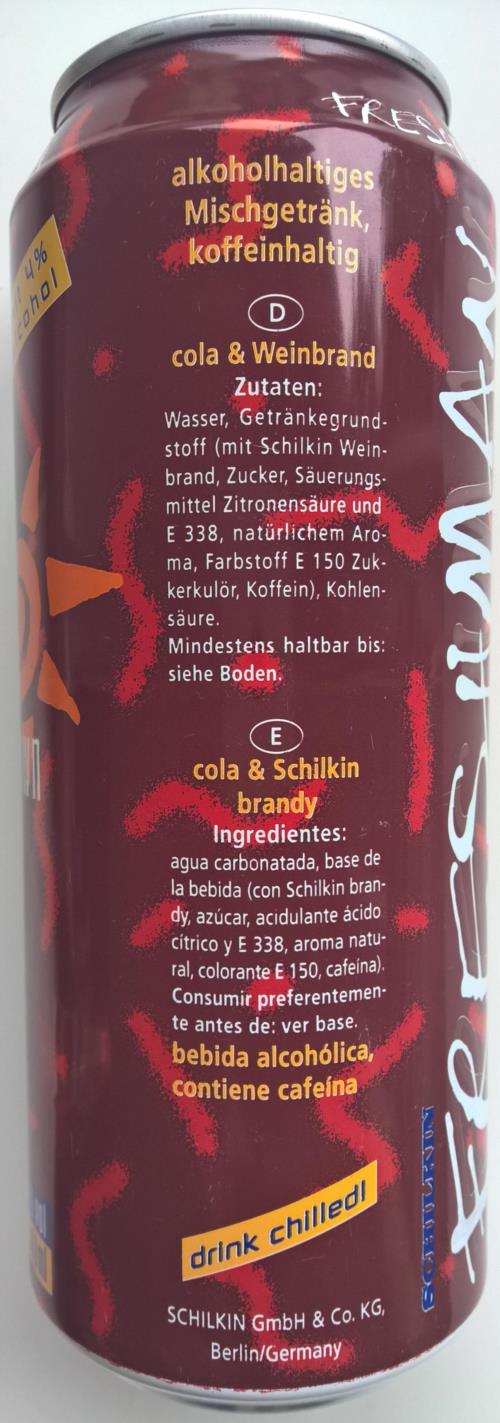 FRESH
alkoholhaltiges
Mischgetränk,
koffeinhaltig
4%
D
cola & Weinbrand
Zutaten:
Wasser, Getränkegrund-
stoff (mit Schilkin Wein-
brand, Zucker, Säuerungs-
mittel Zitronensäure und
E 338, natürlichem Aro-
ma, Farbstoff E 150 Zuk-
kerkulör, Koffein), Kohlen-
säure.
Mindestens haltbar bis:
siehe Boden.
E
cola & Schilkin
brandy
Ingredientes:
agua carbonatada, base de
la bebida (con Schilkin bran-
dy, azúcar, acidulante ácido
cítrico y E 338, aroma natu-
ral, colorante E 150, cafeína).
Consumir preferentemen-
te antes de: ver base.
bebida alcohólica,
contiene cafeína
drink chilled!
SCHILKIN GmbH & Co. KG,
Berlin/Germany
FRESHMAN
SCHILKIN